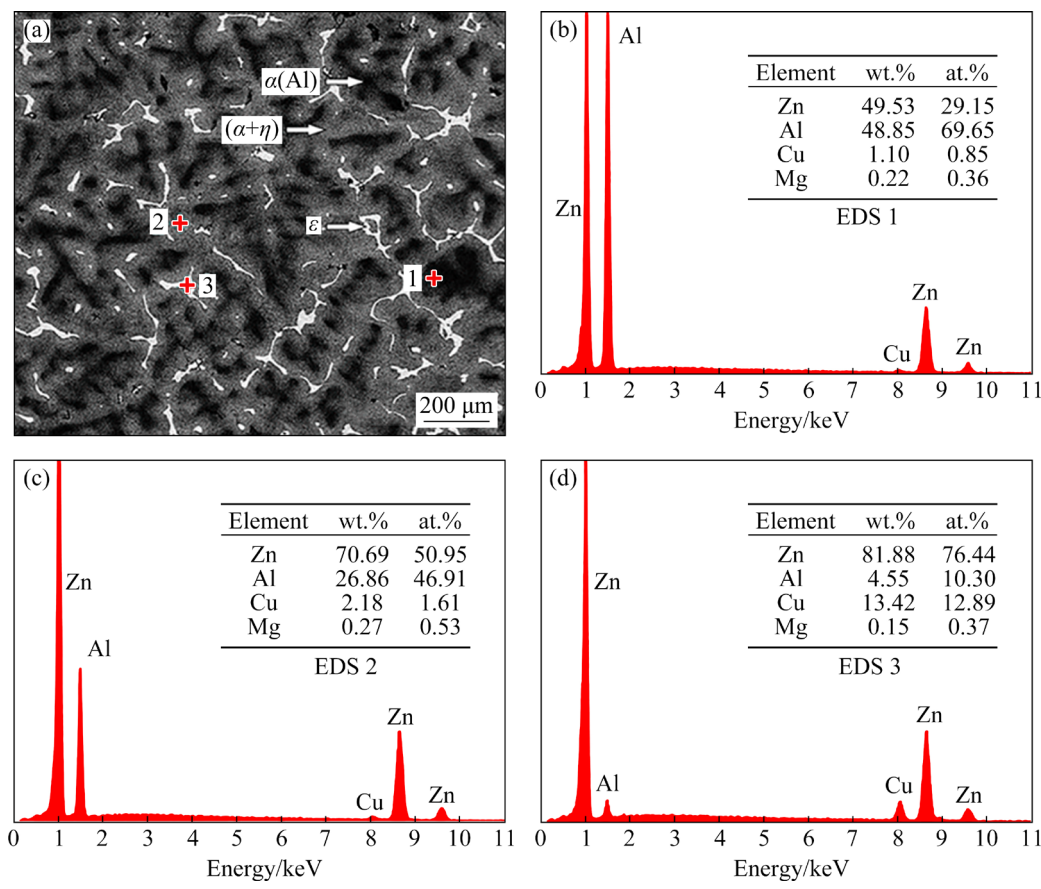 (a)
α(Al)
(α+η)
2
ε
1
3
200 μm
(b)
Al
Element wt.% at.%
Zn 49.53 29.15
Al 48.85 69.65
Cu 1.10 0.85
Mg 0.22 0.36
EDS 1
Zn
Zn
Cu
Zn
0 1 2 3 4 5 6 7 8 9 10 11
Energy/keV
(c)
Element wt.% at.%
Zn 70.69 50.95
Al 26.86 46.91
Cu 2.18 1.61
Mg 0.27 0.53
EDS 2
Zn
Al
Zn
Cu
Zn
0 1 2 3 4 5 6 7 8 9 10 11
Energy/keV
(d)
Element wt.% at.%
Zn 81.88 76.44
Al 4.55 10.30
Cu 13.42 12.89
Mg 0.15 0.37
EDS 3
Zn
Zn
Al
Cu
Zn
0 1 2 3 4 5 6 7 8 9 10 11
Energy/keV